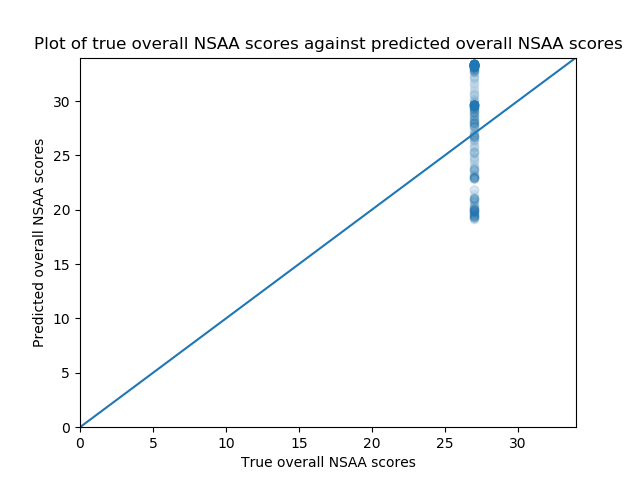 Plot of true overall NSAA scores against predicted overall NSAA scores
Predicted overall NSAA scores
30
25
20
15
10
5
0
0 5 10 15 20 25 30
True overall NSAA scores